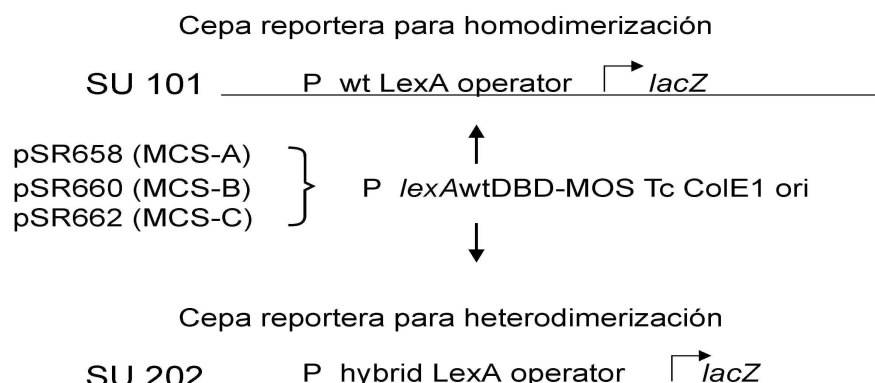 Cepa reportera para homodimerización
SU 101 P wt LexA operator lacZ
pSR658 (MCS-A)
pSR660 (MCS-B) P lexAwtDBD-MOS Tc ColE1 ori
pSR662 (MCS-C)
Cepa reportera para heterodimerización
SU 202 P hybrid LexA operator lacZ